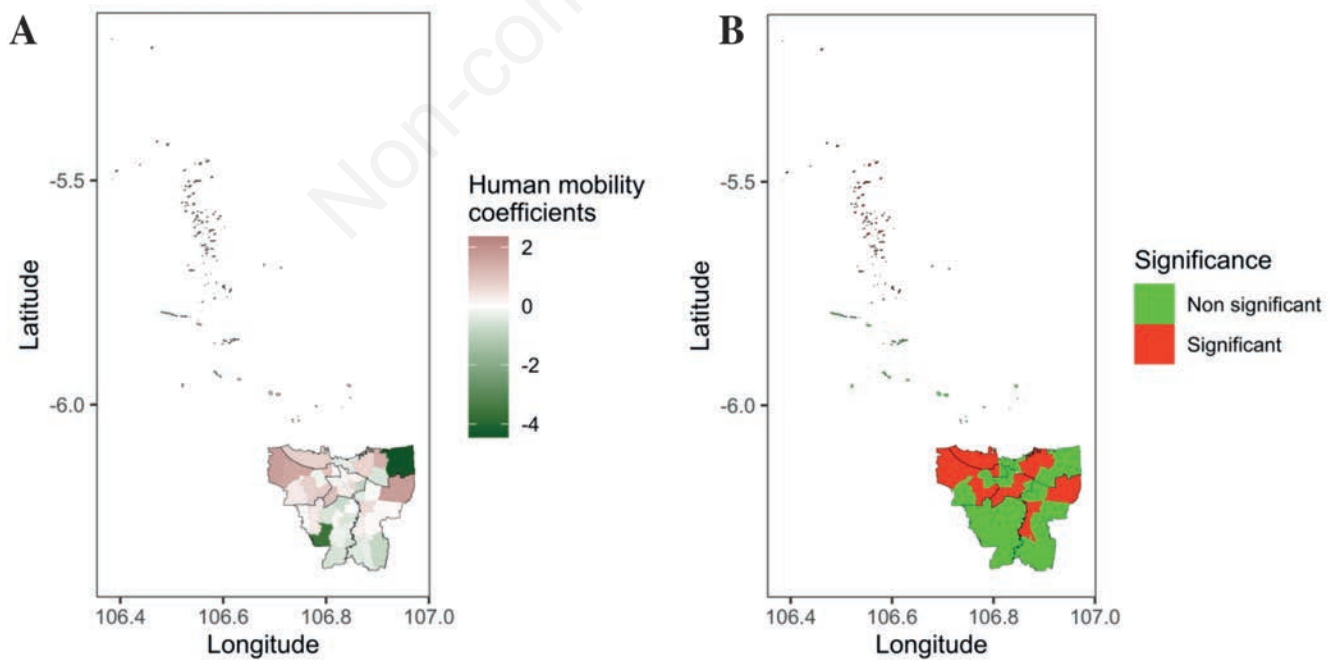 A
B
Non-com
-5.5
-6.0
Latitude
106.4
106.6
106.8
107.0
Longitude
Human mobility
coefficients
2
0
-2
-4
-5.5
-6.0
Latitude
106.4
106.6
106.8
107.0
Longitude
Significance
Non significant
Significant